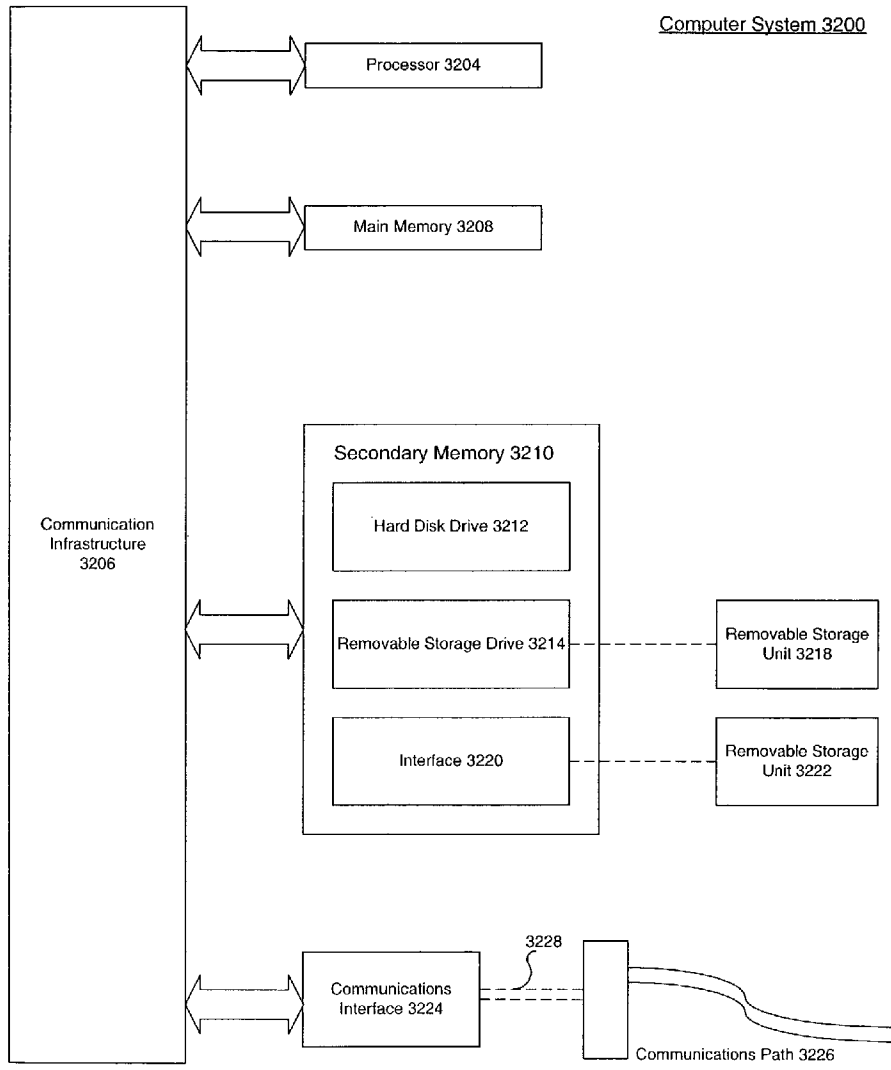 Computer System 3200
Processor 3204
Main Memory 3208
Communication
Infrastructure
3206
Secondary Memory 3210
Hard Disk Drive 3212
Removable Storage Drive 3214
Removable Storage
Unit 3218
Interface 3220
Removable Storage
Unit 3222
3228
Communications
Interface 3224
Communications Path 3226